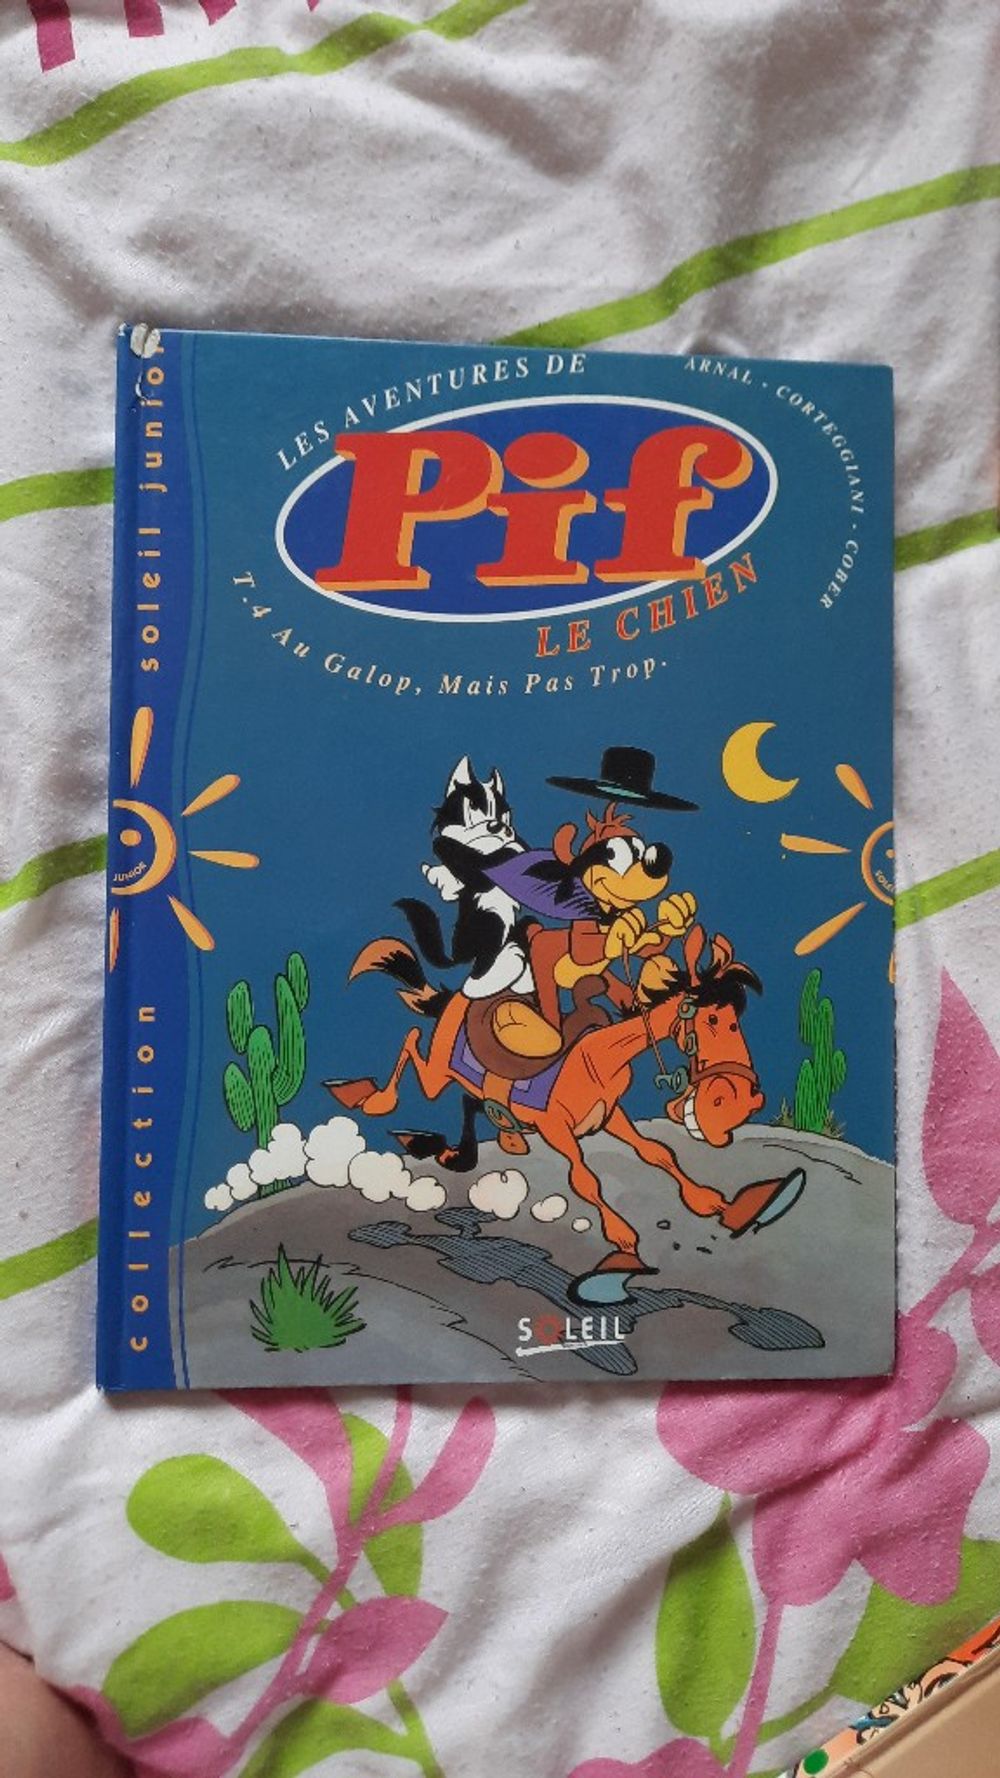 LES AVENTURES DE
Pif
LE CHIEN
ARNAL - CORTEGGIANI - COBER
T.4 Au Galop, Mais Pas Trop.
collection
JUNIOR
soleil junior
SOLEIL